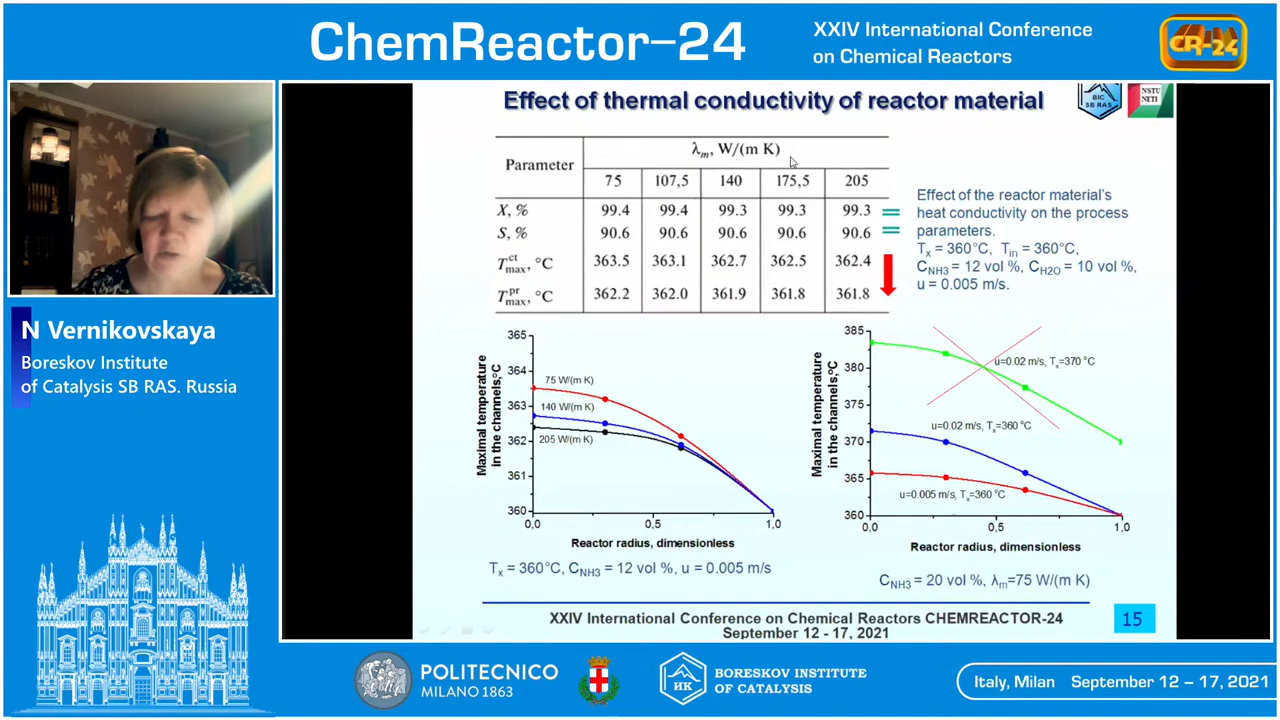 ChemReactor-24
XXIV International Conference
on Chemical Reactors
CR-24
Effect of thermal conductivity of reactor material
BIC
SB RAS
NSTU
NETI
Parameter
λm, W/(m K)
75 107,5 140 175,5 205
X, % 99.4 99.4 99.3 99.3 99.3
S, % 90.6 90.6 90.6 90.6 90.6
T ct max, °C 363.5 363.1 362.7 362.5 362.4
T pr max, °C 362.2 362.0 361.9 361.8 361.8
Effect of the reactor material's
heat conductivity on the process
parameters.
Tx = 360°C, Tin = 360°C,
CNH3 = 12 vol %, CH2O = 10 vol %,
u = 0.005 m/s.
N Vernikovskaya
Boreskov Institute
of Catalysis SB RAS. Russia
Maximal temperature
in the channels,°C
365
364
363
362
361
360
75 W/(m K)
140 W/(m K)
205 W/(m K)
0,0 0,5 1,0
Reactor radius, dimensionless
Tx = 360°C, CNH3 = 12 vol %, u = 0.005 m/s
Maximal temperature
in the channels,°C
385
380
375
370
365
360
u=0.02 m/s, Tx=370 °C
u=0.02 m/s, Tx=360 °C
u=0.005 m/s, Tx=360 °C
0,0 0,5 1,0
Reactor radius, dimensionless
CNH3 = 20 vol %, λm=75 W/(m K)
XXIV International Conference on Chemical Reactors CHEMREACTOR-24
September 12 - 17, 2021
15
POLITECNICO
MILANO 1863
HK
BORESKOV INSTITUTE
OF CATALYSIS
Italy, Milan September 12 – 17, 2021